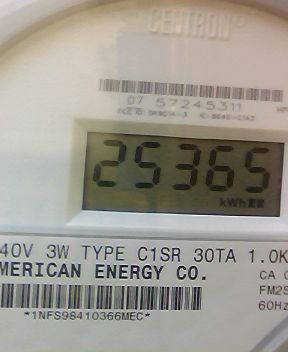 CENTRON
07 57245311
25365
kWh
40V 3W TYPE C1SR 30TA 1.0K
MERICAN ENERGY CO.
CA 0
FM2S
60Hz
*1NFS98410366MEC*